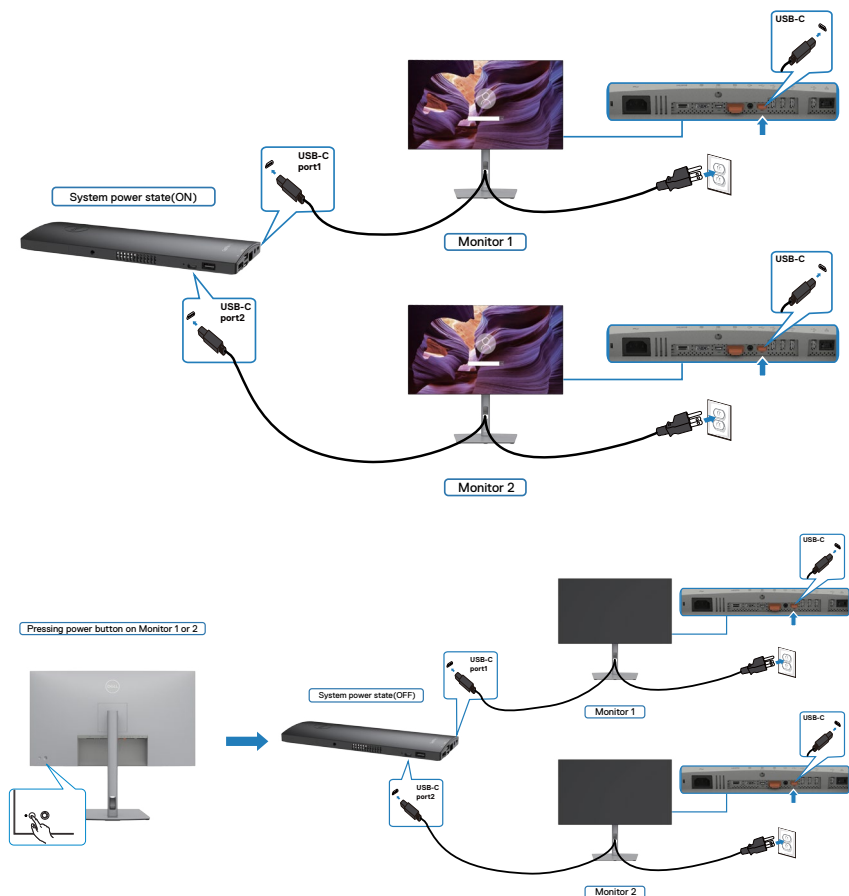 USB-C
USB-C
port1
System power state(ON)
Monitor 1
USB-C
USB-C
port2
Monitor 2
USB-C
Pressing power button on Monitor 1 or 2
DELL
USB-C
port1
System power state(OFF)
Monitor 1
USB-C
USB-C
port2
Monitor 2